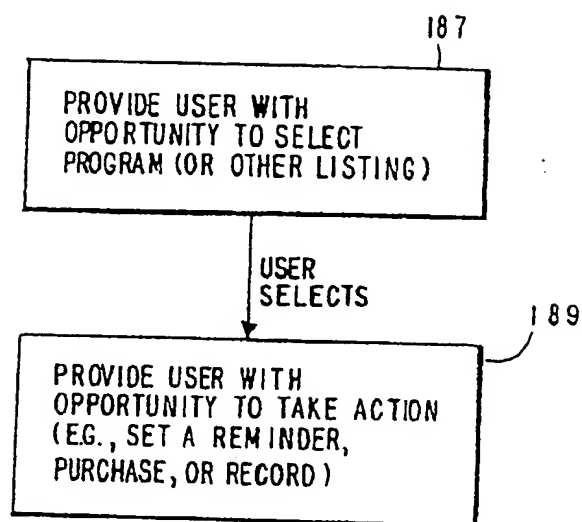 187
PROVIDE USER WITH
OPPORTUNITY TO SELECT
PROGRAM (OR OTHER LISTING)
USER
SELECTS
189
PROVIDE USER WITH
OPPORTUNITY TO TAKE ACTION
(E.G., SET A REMINDER,
PURCHASE, OR RECORD)